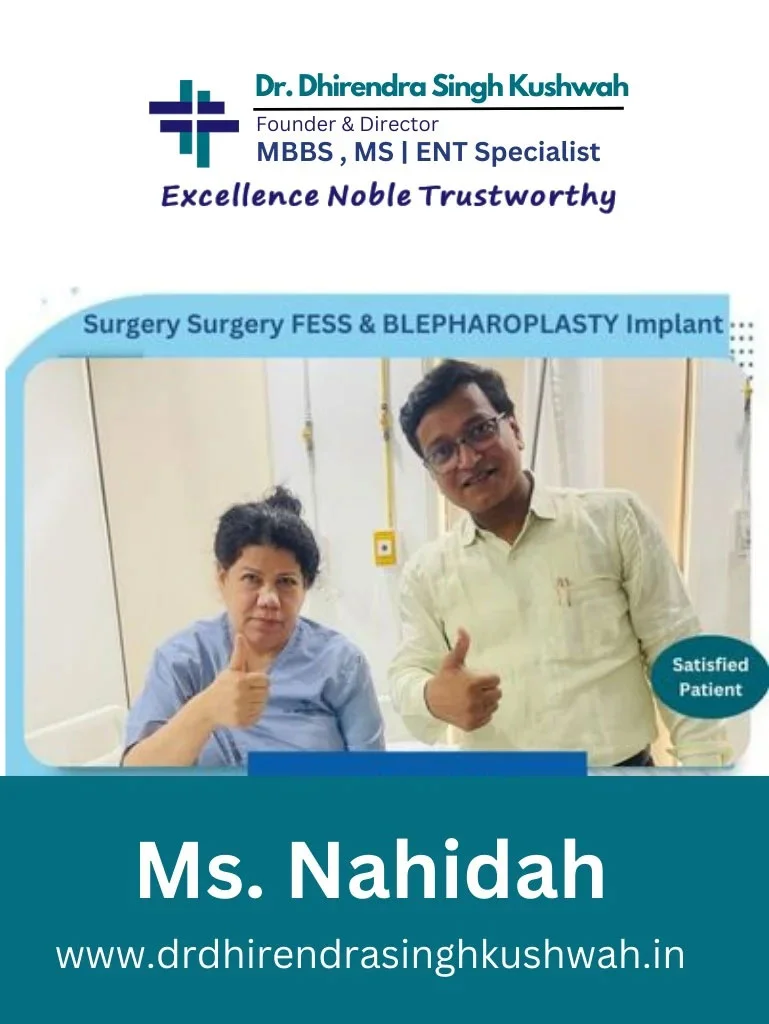 Dr. Dhirendra Singh Kushwah
Founder & Director
MBBS , MS | ENT Specialist
Excellence Noble Trustworthy
Surgery Surgery FESS & BLEPHAROPLASTY Implant
Satisfied
Patient
Ms. Nahidah
www.drdhirendrasinghkushwah.in